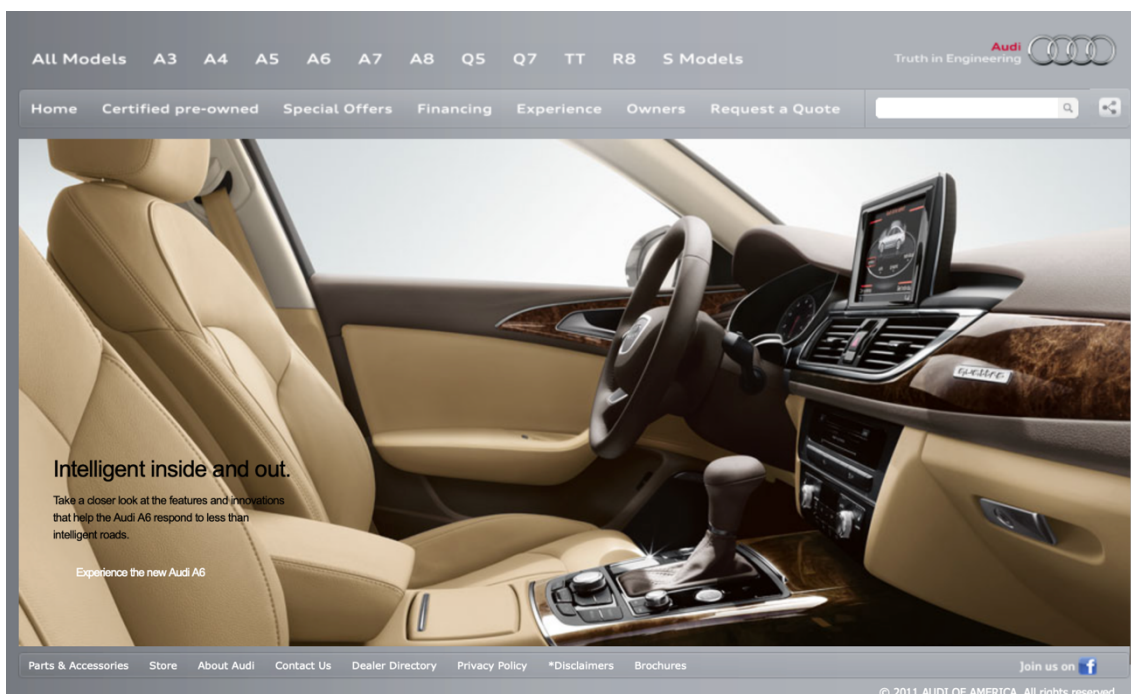 All Models A3 A4 A5 A6 A7 A8 Q5 Q7 TT R8 S Models
Audi
Truth in Engineering
Home Certified pre-owned Special Offers Financing Experience Owners Request a Quote
quattro
Intelligent inside and out.
Take a closer look at the features and innovations
that help the Audi A6 respond to less than
intelligent roads.
Experience the new Audi A6
Parts & Accessories Store About Audi Contact Us Dealer Directory Privacy Policy *Disclaimers Brochures
Join us on f
© 2011 AUDI OF AMERICA. All rights reserved